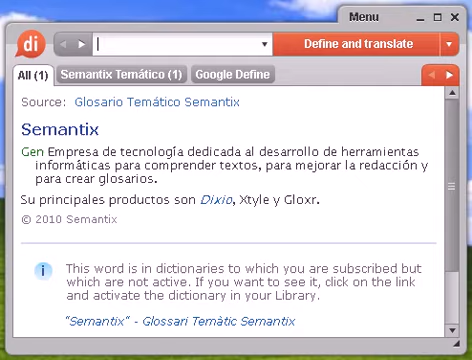 Menu
di
Define and translate
All (1)
Semantix Temático (1)
Google Define
Source: Glosario Temático Semantix
Semantix
Gen Empresa de tecnología dedicada al desarrollo de herramientas
informáticas para comprender textos, para mejorar la redacción y
para crear glosarios.
Su principales productos son Dixio, Xtyle y Gloxr.
© 2010 Semantix
i
This word is in dictionaries to which you are subscribed but
which are not active. If you want to see it, click on the link
and activate the dictionary in your Library.
"Semantix" - Glossari Temàtic Semantix